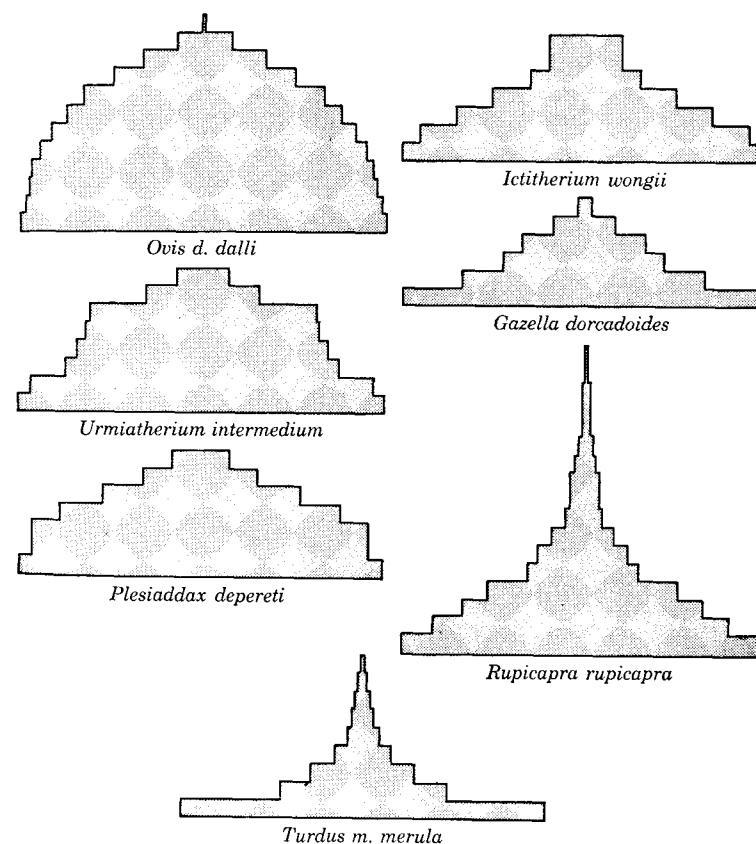 Ovis d. dalli
Ictitherium wongii
Gazella dorcadoides
Urmiatherium intermedium
Plesiaddax depereti
Rupicapra rupicapra
Turdus m. merula